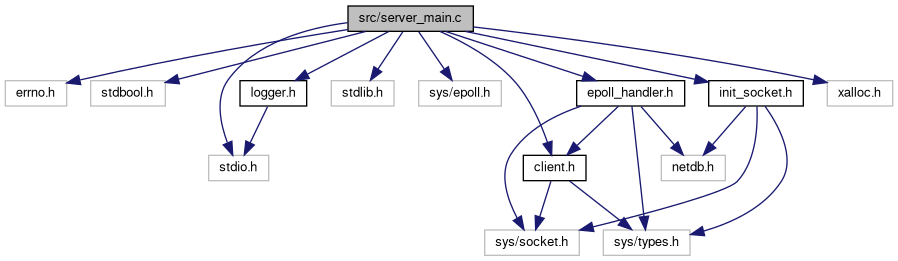 src/server_main.c
errno.h
stdbool.h
logger.h
stdlib.h
sys/epoll.h
epoll_handler.h
init_socket.h
xalloc.h
stdio.h
client.h
netdb.h
sys/socket.h
sys/types.h